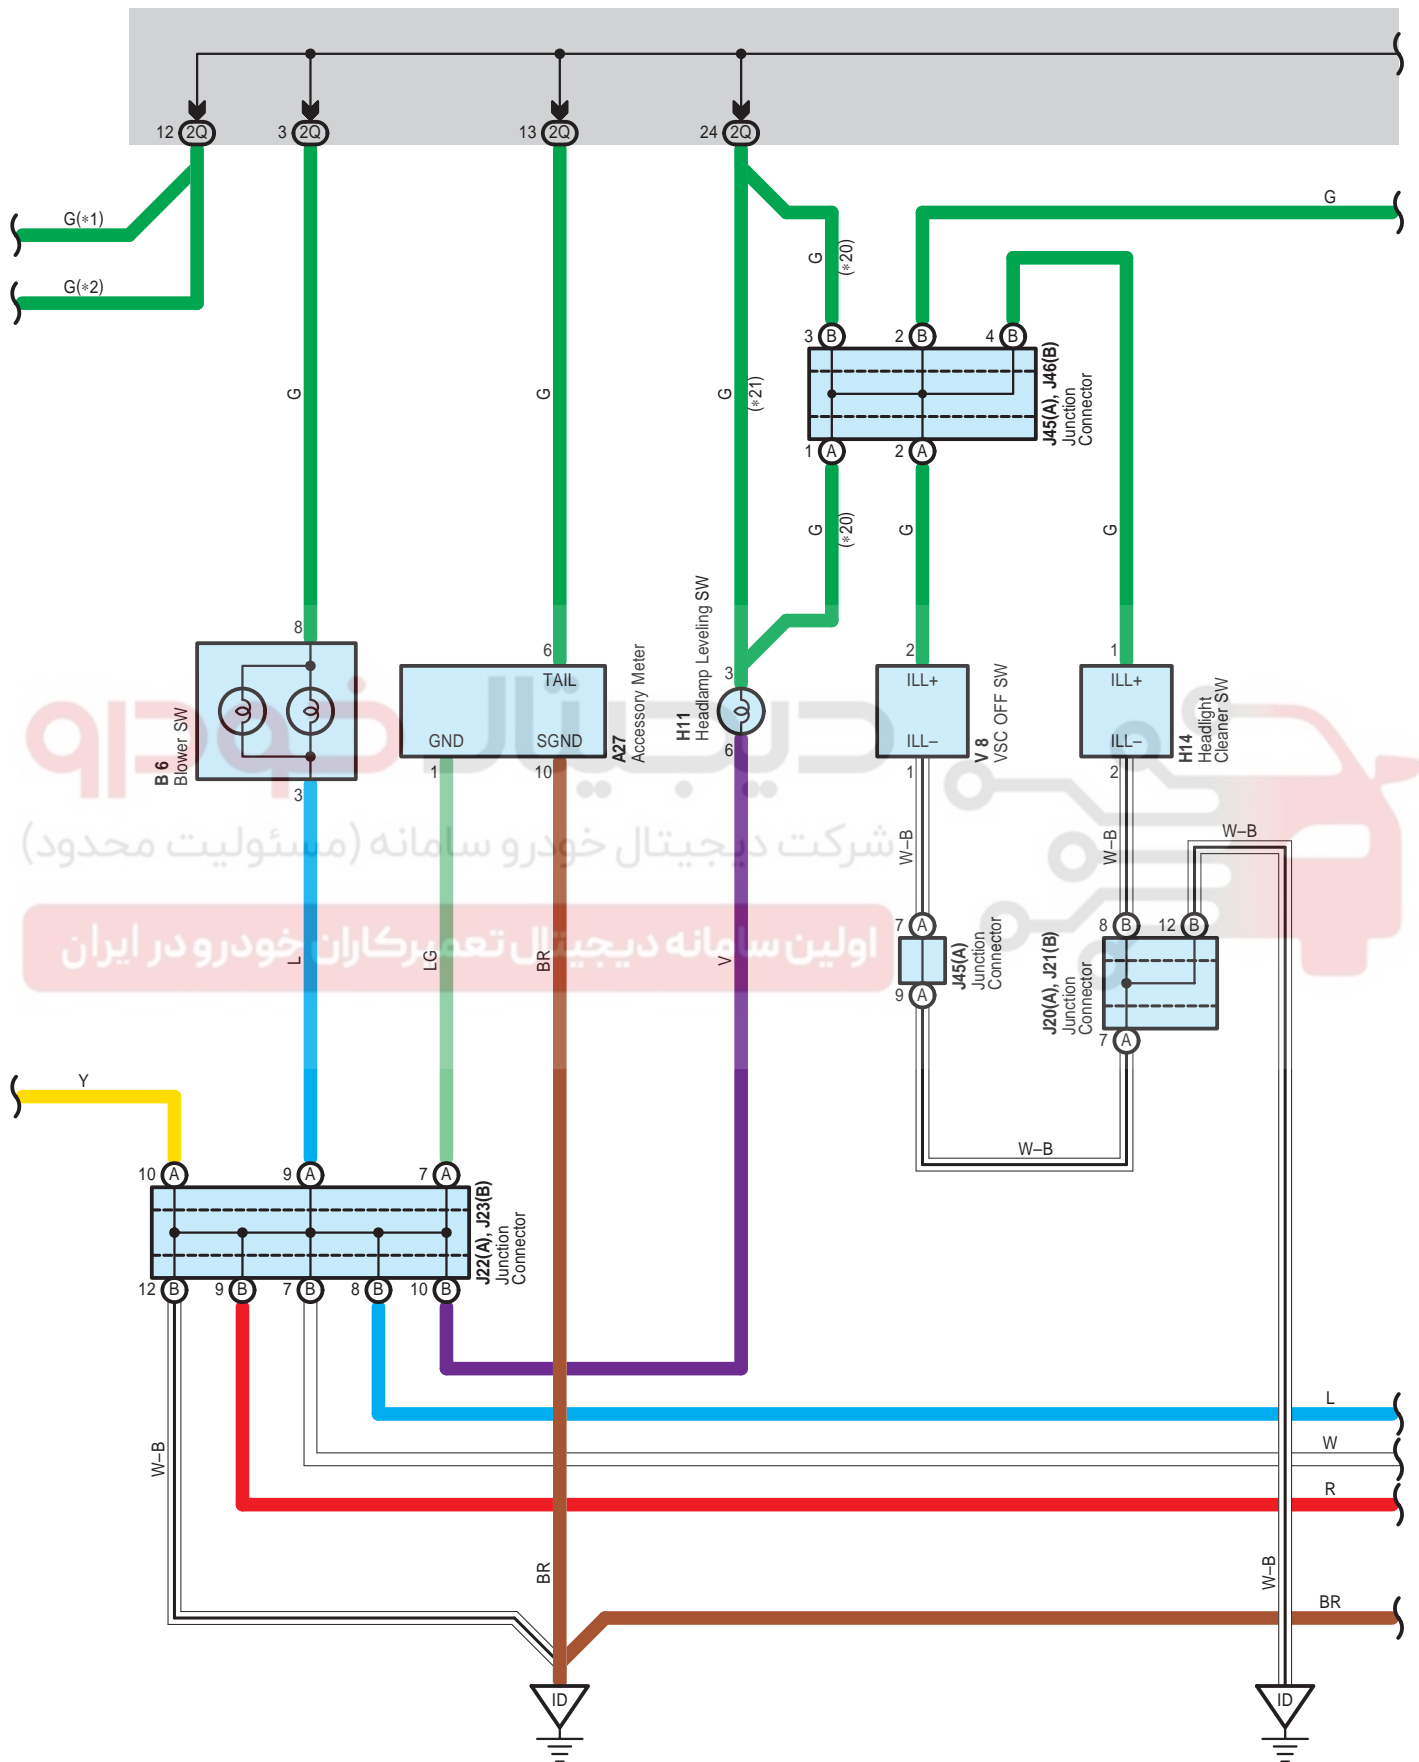 12 2Q
3 2Q
13 2Q
24 2Q
G(*1)
G(*2)
G
G
G
G
(*21)
G
(*20)
G
3 B
2 B
4 B
1 A
2 A
J45(A), J46(B)
Junction
Connector
G
(*20)
G
G
8
B 6
Blower SW
3
6
TAIL
GND
SGND
1
10
A27
Accessory Meter
3
H11
Headlamp Leveling SW
6
2
ILL+
ILL–
1
V 8
VSC OFF SW
1
ILL+
ILL–
2
H14
Headlight
Cleaner SW
دیجیتال خودرو
شرکت دیجیتال خودرو سامانه (مسئولیت محدود)
اولین سامانه دیجیتال تعمیرکاران خودرو در ایران
L
LG
BR
V
W–B
W–B
W–B
7 A
9 A
J45(A)
Junction
Connector
8 B
12 B
7 A
J20(A), J21(B)
Junction
Connector
W–B
Y
10 A
9 A
7 A
12 B
9 B
7 B
8 B
10 B
J22(A), J23(B)
Junction
Connector
L
W
R
W–B
BR
W–B
BR
ID
ID